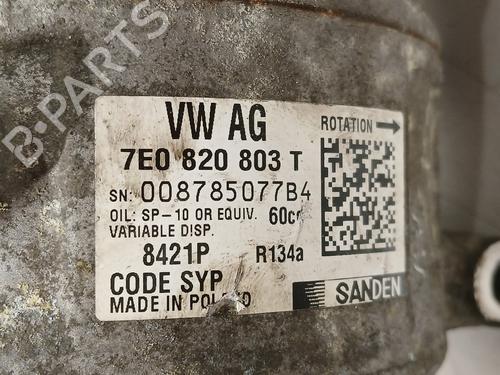 B-PARTS
VW AG
ROTATION
7E0 820 803 T
SN: 008785077B4
OIL: SP-10 OR EQUIV. 60cc
VARIABLE DISP.
8421P R134a
CODE SYP
MADE IN POLAND
SANDEN